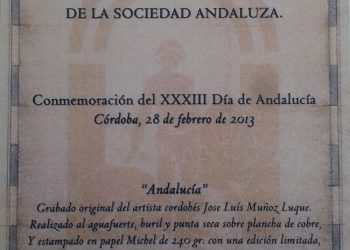 DE LA SOCIEDAD ANDALUZA.
Conmemoración del XXXIII Día de Andalucía
Córdoba, 28 de febrero de 2013
“Andalucía”
Grabado original del artista cordobés Jose Luís Muñoz Luque.
Realizado al aguafuerte, buril y punta seca sobre plancha de cobre,
Y estampado en papel Michel de 240 gr. con una edición limitada,